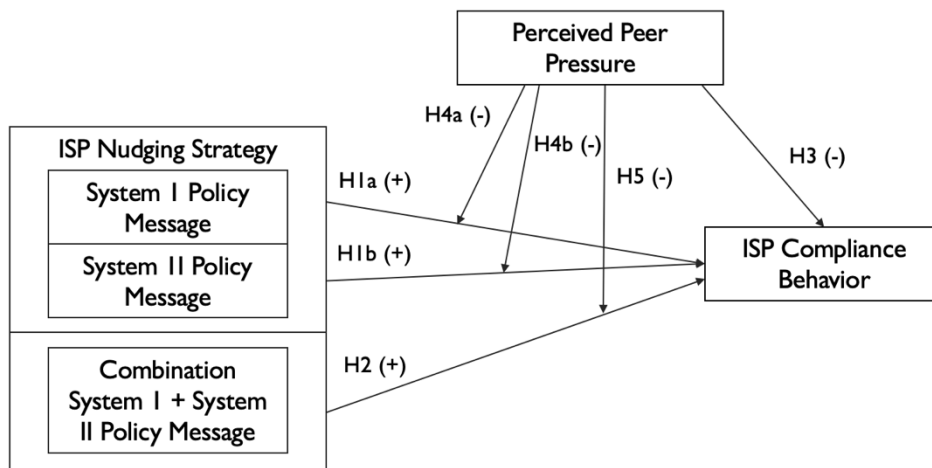 Perceived Peer
Pressure
H4a (-)
H4b (-)
H5 (-)
H3 (-)
ISP Nudging Strategy
System I Policy
Message
System II Policy
Message
Combination
System I + System
II Policy Message
H1a (+)
H1b (+)
H2 (+)
ISP Compliance
Behavior